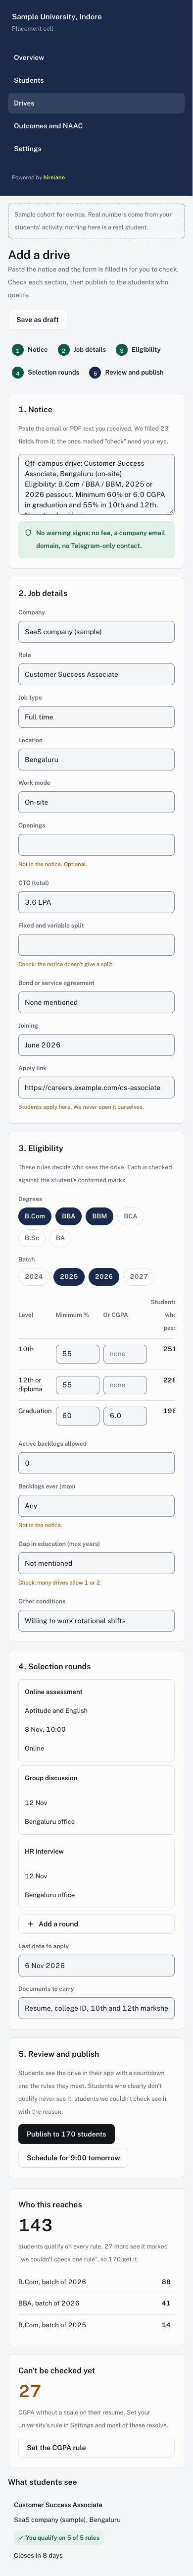 Sample University, Indore
Placement cell
Overview
Students
Drives
Outcomes and NAAC
Settings
Powered by hirelane
Sample cohort for demos. Real numbers come from your
students' activity; nothing here is a real student.
Add a drive
Paste the notice and the form is filled in for you to check.
Check each section, then publish to the students who
qualify.
Save as draft
1 Notice 2 Job details 3 Eligibility
4 Selection rounds 5 Review and publish
1. Notice
Paste the email or PDF text you received. We filled 23
fields from it; the ones marked "check" need your eye.
Off-campus drive: Customer Success
Associate, Bengaluru (on-site)
Eligibility: B.Com / BBA / BBM, 2025 or
2026 passout. Minimum 60% or 6.0 CGPA
in graduation and 55% in 10th and 12th.
No warning signs: no fee, a company email
domain, no Telegram-only contact.
2. Job details
Company
SaaS company (sample)
Role
Customer Success Associate
Job type
Full time
Location
Bengaluru
Work mode
On-site
Openings
Not in the notice. Optional.
CTC (total)
3.6 LPA
Fixed and variable split
Check: the notice doesn't give a split.
Bond or service agreement
None mentioned
Joining
June 2026
Apply link
https://careers.example.com/cs-associate
Students apply here. We never open it ourselves.
3. Eligibility
These rules decide who sees the drive. Each is checked
against the student's confirmed marks.
Degrees
B.Com BBA BBM BCA
B.Sc BA
Batch
2024 2025 2026 2027
Level Minimum % Or CGPA Students who pass
10th 55 none 251
12th or diploma 55 none 228
Graduation 60 6.0 196
Active backlogs allowed
0
Backlogs ever (max)
Any
Not in the notice.
Gap in education (max years)
Not mentioned
Check: many drives allow 1 or 2.
Other conditions
Willing to work rotational shifts
4. Selection rounds
Online assessment
Aptitude and English
8 Nov, 10:00
Online
Group discussion
12 Nov
Bengaluru office
HR interview
12 Nov
Bengaluru office
+ Add a round
Last date to apply
6 Nov 2026
Documents to carry
Resume, college ID, 10th and 12th markshe
5. Review and publish
Students see the drive in their app with a countdown
and the rules they meet. Students who clearly don't
qualify never see it; students we couldn't check see it
with the reason.
Publish to 170 students
Schedule for 9:00 tomorrow
Who this reaches
143
students qualify on every rule. 27 more see it marked
"we couldn't check one rule", so 170 get it.
B.Com, batch of 2026 88
BBA, batch of 2026 41
B.Com, batch of 2025 14
Can't be checked yet
27
CGPA without a scale on their resume. Set your
university's rule in Settings and most of these resolve.
Set the CGPA rule
What students see
Customer Success Associate
SaaS company (sample), Bengaluru
✓ You qualify on 5 of 5 rules
Closes in 8 days